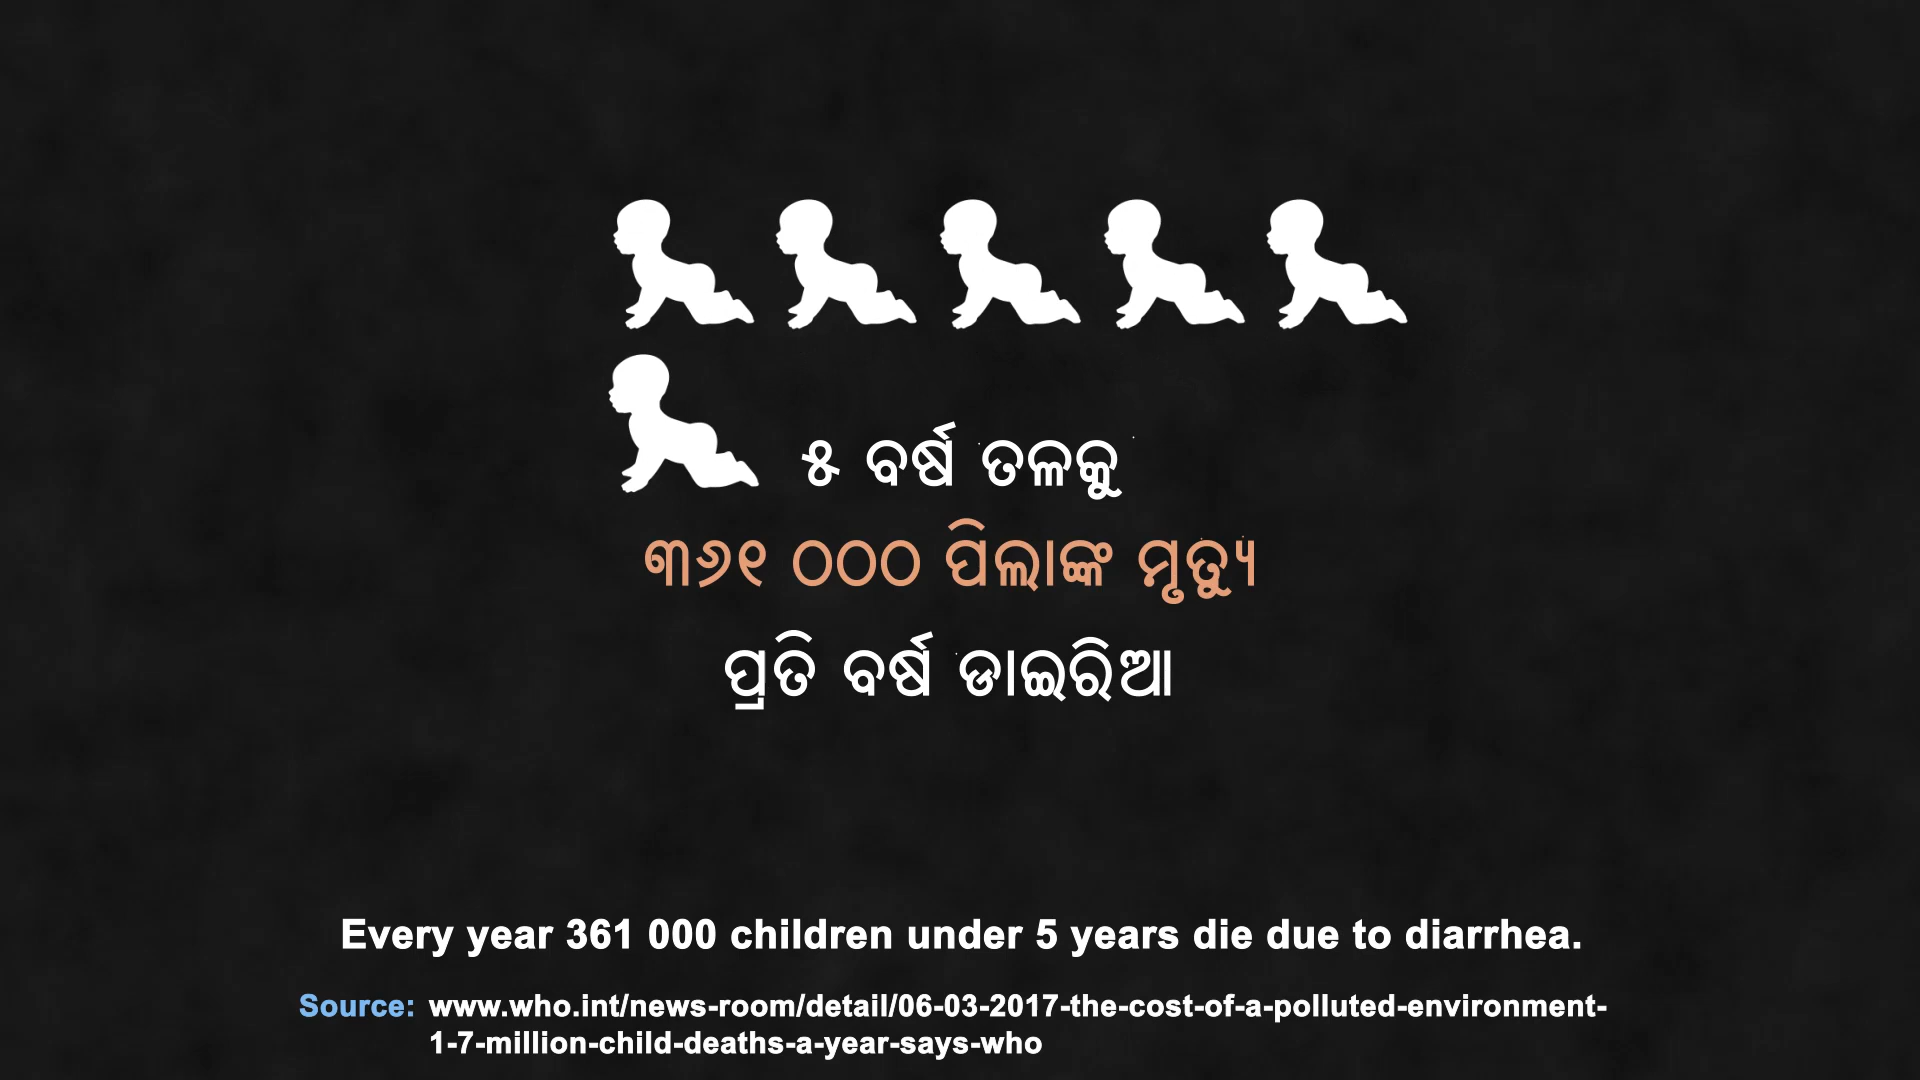 ୫ ବର୍ଷ ତଳକୁ
୩୬୧ ୦୦୦ ପିଲାଙ୍କ ମୃତ୍ୟୁ
ପ୍ରତି ବର୍ଷ ଡାଇରିଆ
Every year 361 000 children under 5 years die due to diarrhea.
Source: www.who.int/news-room/detail/06-03-2017-the-cost-of-a-polluted-environment-
1-7-million-child-deaths-a-year-says-who